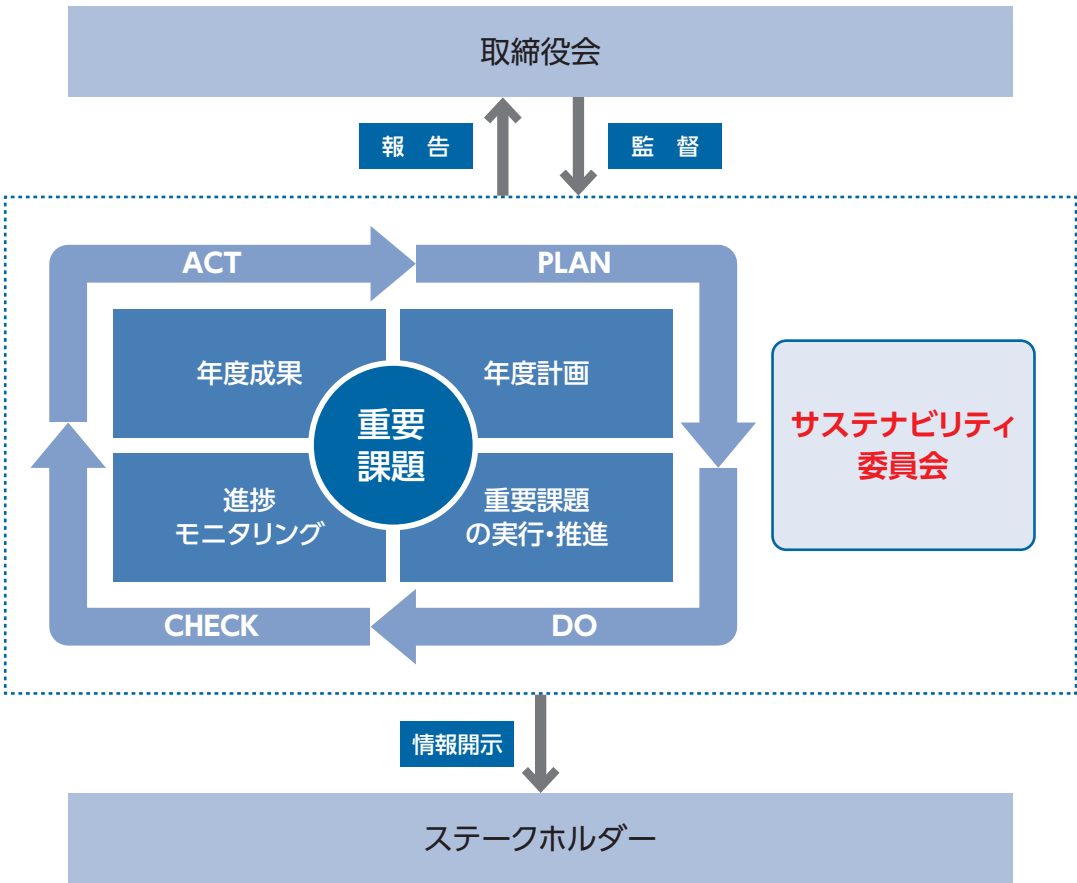 取締役会
報　告
監　督
ACT
PLAN
年度成果
年度計画
重要
課題
進捗
モニタリング
重要課題
の実行・推進
サステナビリティ
委員会
CHECK
DO
情報開示
ステークホルダー